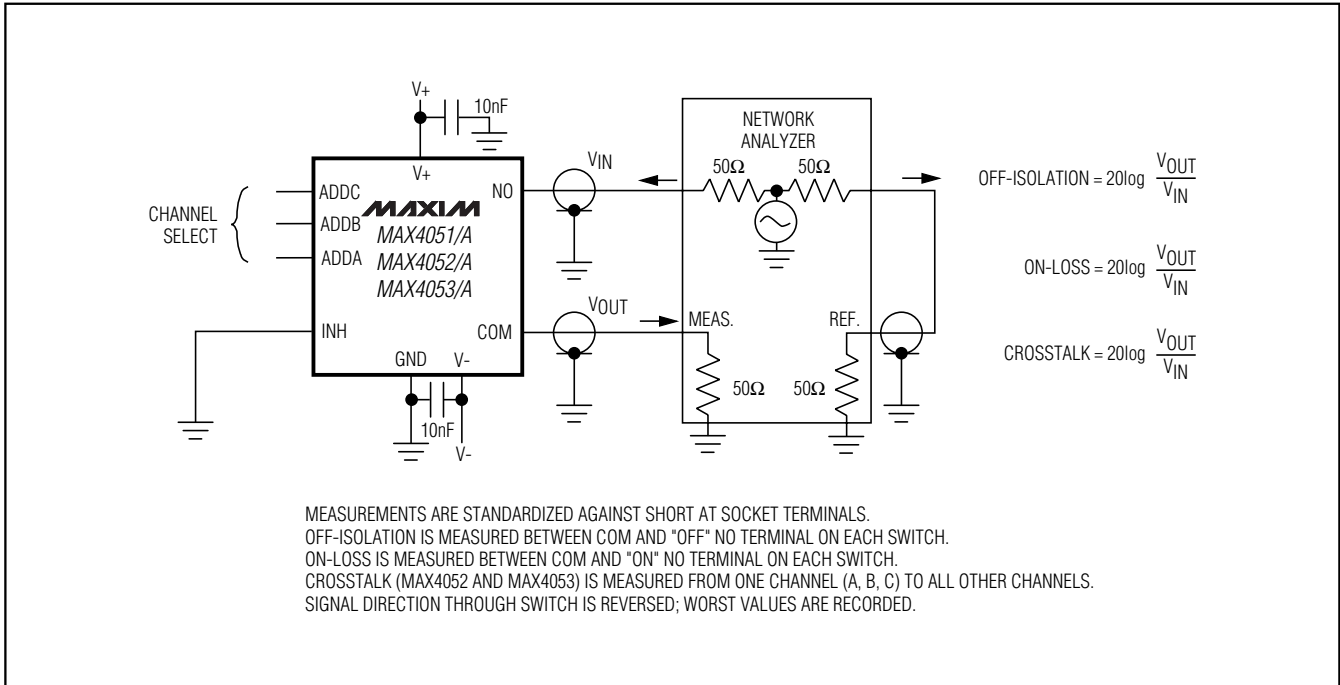 V+
10nF
NETWORK
ANALYZER
50Ω
50Ω
VIN
V+
NO
ADDC
ADDB
ADDA
CHANNEL
SELECT
MAXIM
MAX4051/A
MAX4052/A
MAX4053/A
OFF-ISOLATION = 20log VOUT
VIN
ON-LOSS = 20log VOUT
VIN
CROSSTALK = 20log VOUT
VIN
INH
COM
VOUT
MEAS.
REF.
GND
V-
50Ω
50Ω
10nF
V-
MEASUREMENTS ARE STANDARDIZED AGAINST SHORT AT SOCKET TERMINALS.
OFF-ISOLATION IS MEASURED BETWEEN COM AND "OFF" NO TERMINAL ON EACH SWITCH.
ON-LOSS IS MEASURED BETWEEN COM AND "ON" NO TERMINAL ON EACH SWITCH.
CROSSTALK (MAX4052 AND MAX4053) IS MEASURED FROM ONE CHANNEL (A, B, C) TO ALL OTHER CHANNELS.
SIGNAL DIRECTION THROUGH SWITCH IS REVERSED; WORST VALUES ARE RECORDED.